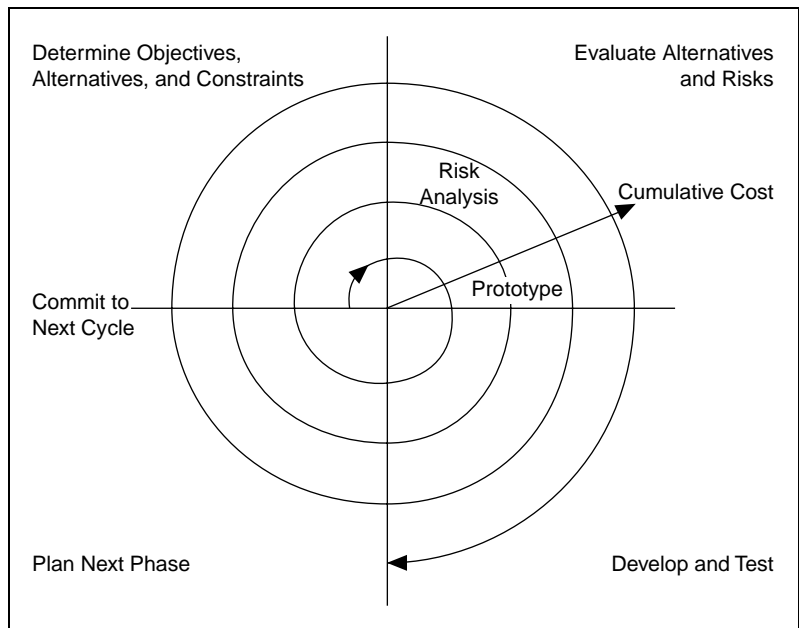 Determine Objectives,
Alternatives, and Constraints
Evaluate Alternatives
and Risks
Risk
Analysis
Cumulative Cost
Prototype
Commit to
Next Cycle
Plan Next Phase
Develop and Test